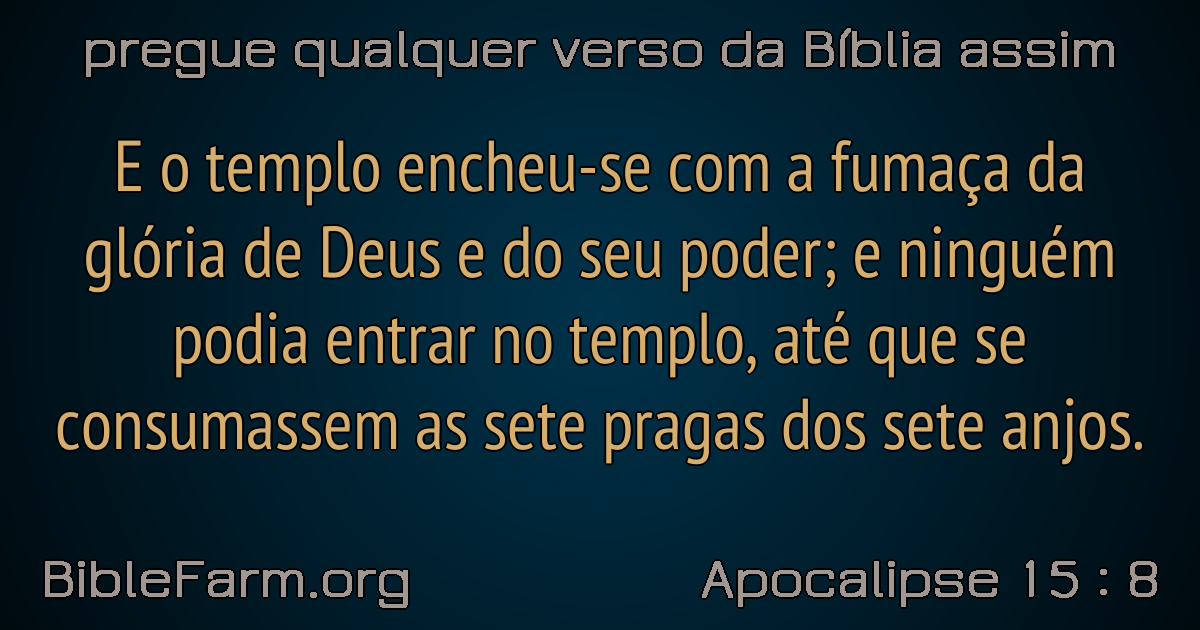 pregue qualquer verso da Bíblia assim
E o templo encheu-se com a fumaça da
glória de Deus e do seu poder; e ninguém
podia entrar no templo, até que se
consumassem as sete pragas dos sete anjos.
BibleFarm.org
Apocalipse 15 : 8